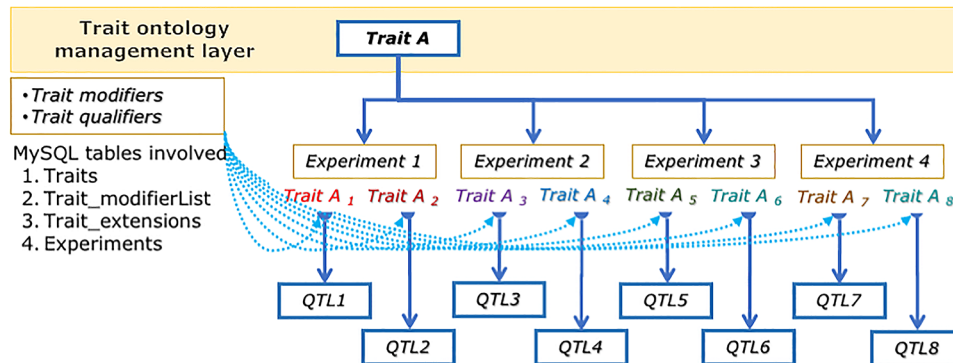 Trait ontology
management layer
Trait A
•Trait modifiers
•Trait qualifiers
MySQL tables involved
1. Traits
2. Trait_modifierList
3. Trait_extensions
4. Experiments
Experiment 1
Experiment 2
Experiment 3
Experiment 4
Trait A 1
Trait A 2
Trait A 3
Trait A 4
Trait A 5
Trait A 6
Trait A 7
Trait A 8
QTL1
QTL3
QTL5
QTL7
QTL2
QTL4
QTL6
QTL8